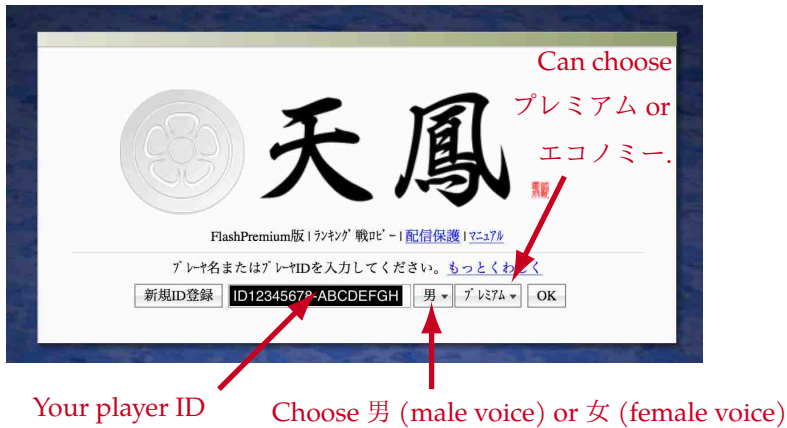 Can choose
プレミアム or
エコノミー.
天鳳
FlashPremium版 | ﾗﾝｷﾝｸﾞ戦ﾛﾋﾞｰ | 配信保護 | ﾏﾆｭｱﾙ
ﾌﾟﾚｰﾔ名またはﾌﾟﾚｰﾔIDを入力してください。もっとくわしく
新規ID登録 ID12345678-ABCDEFGH 男 ﾌﾟﾚﾐｱﾑ OK
Your player ID
Choose 男 (male voice) or 女 (female voice)